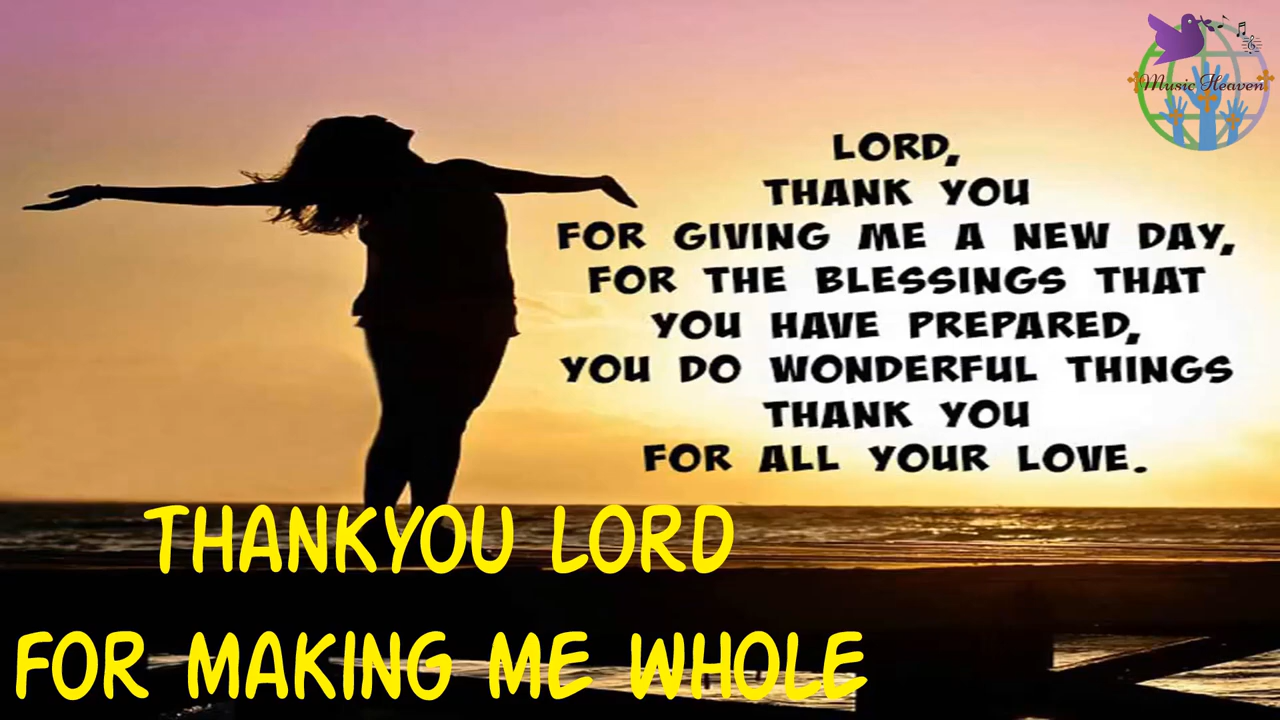 Music Heaven
LORD,
THANK YOU
FOR GIVING ME A NEW DAY,
FOR THE BLESSINGS THAT
YOU HAVE PREPARED,
YOU DO WONDERFUL THINGS
THANK YOU
FOR ALL YOUR LOVE.
THANKYOU LORD
FOR MAKING ME WHOLE